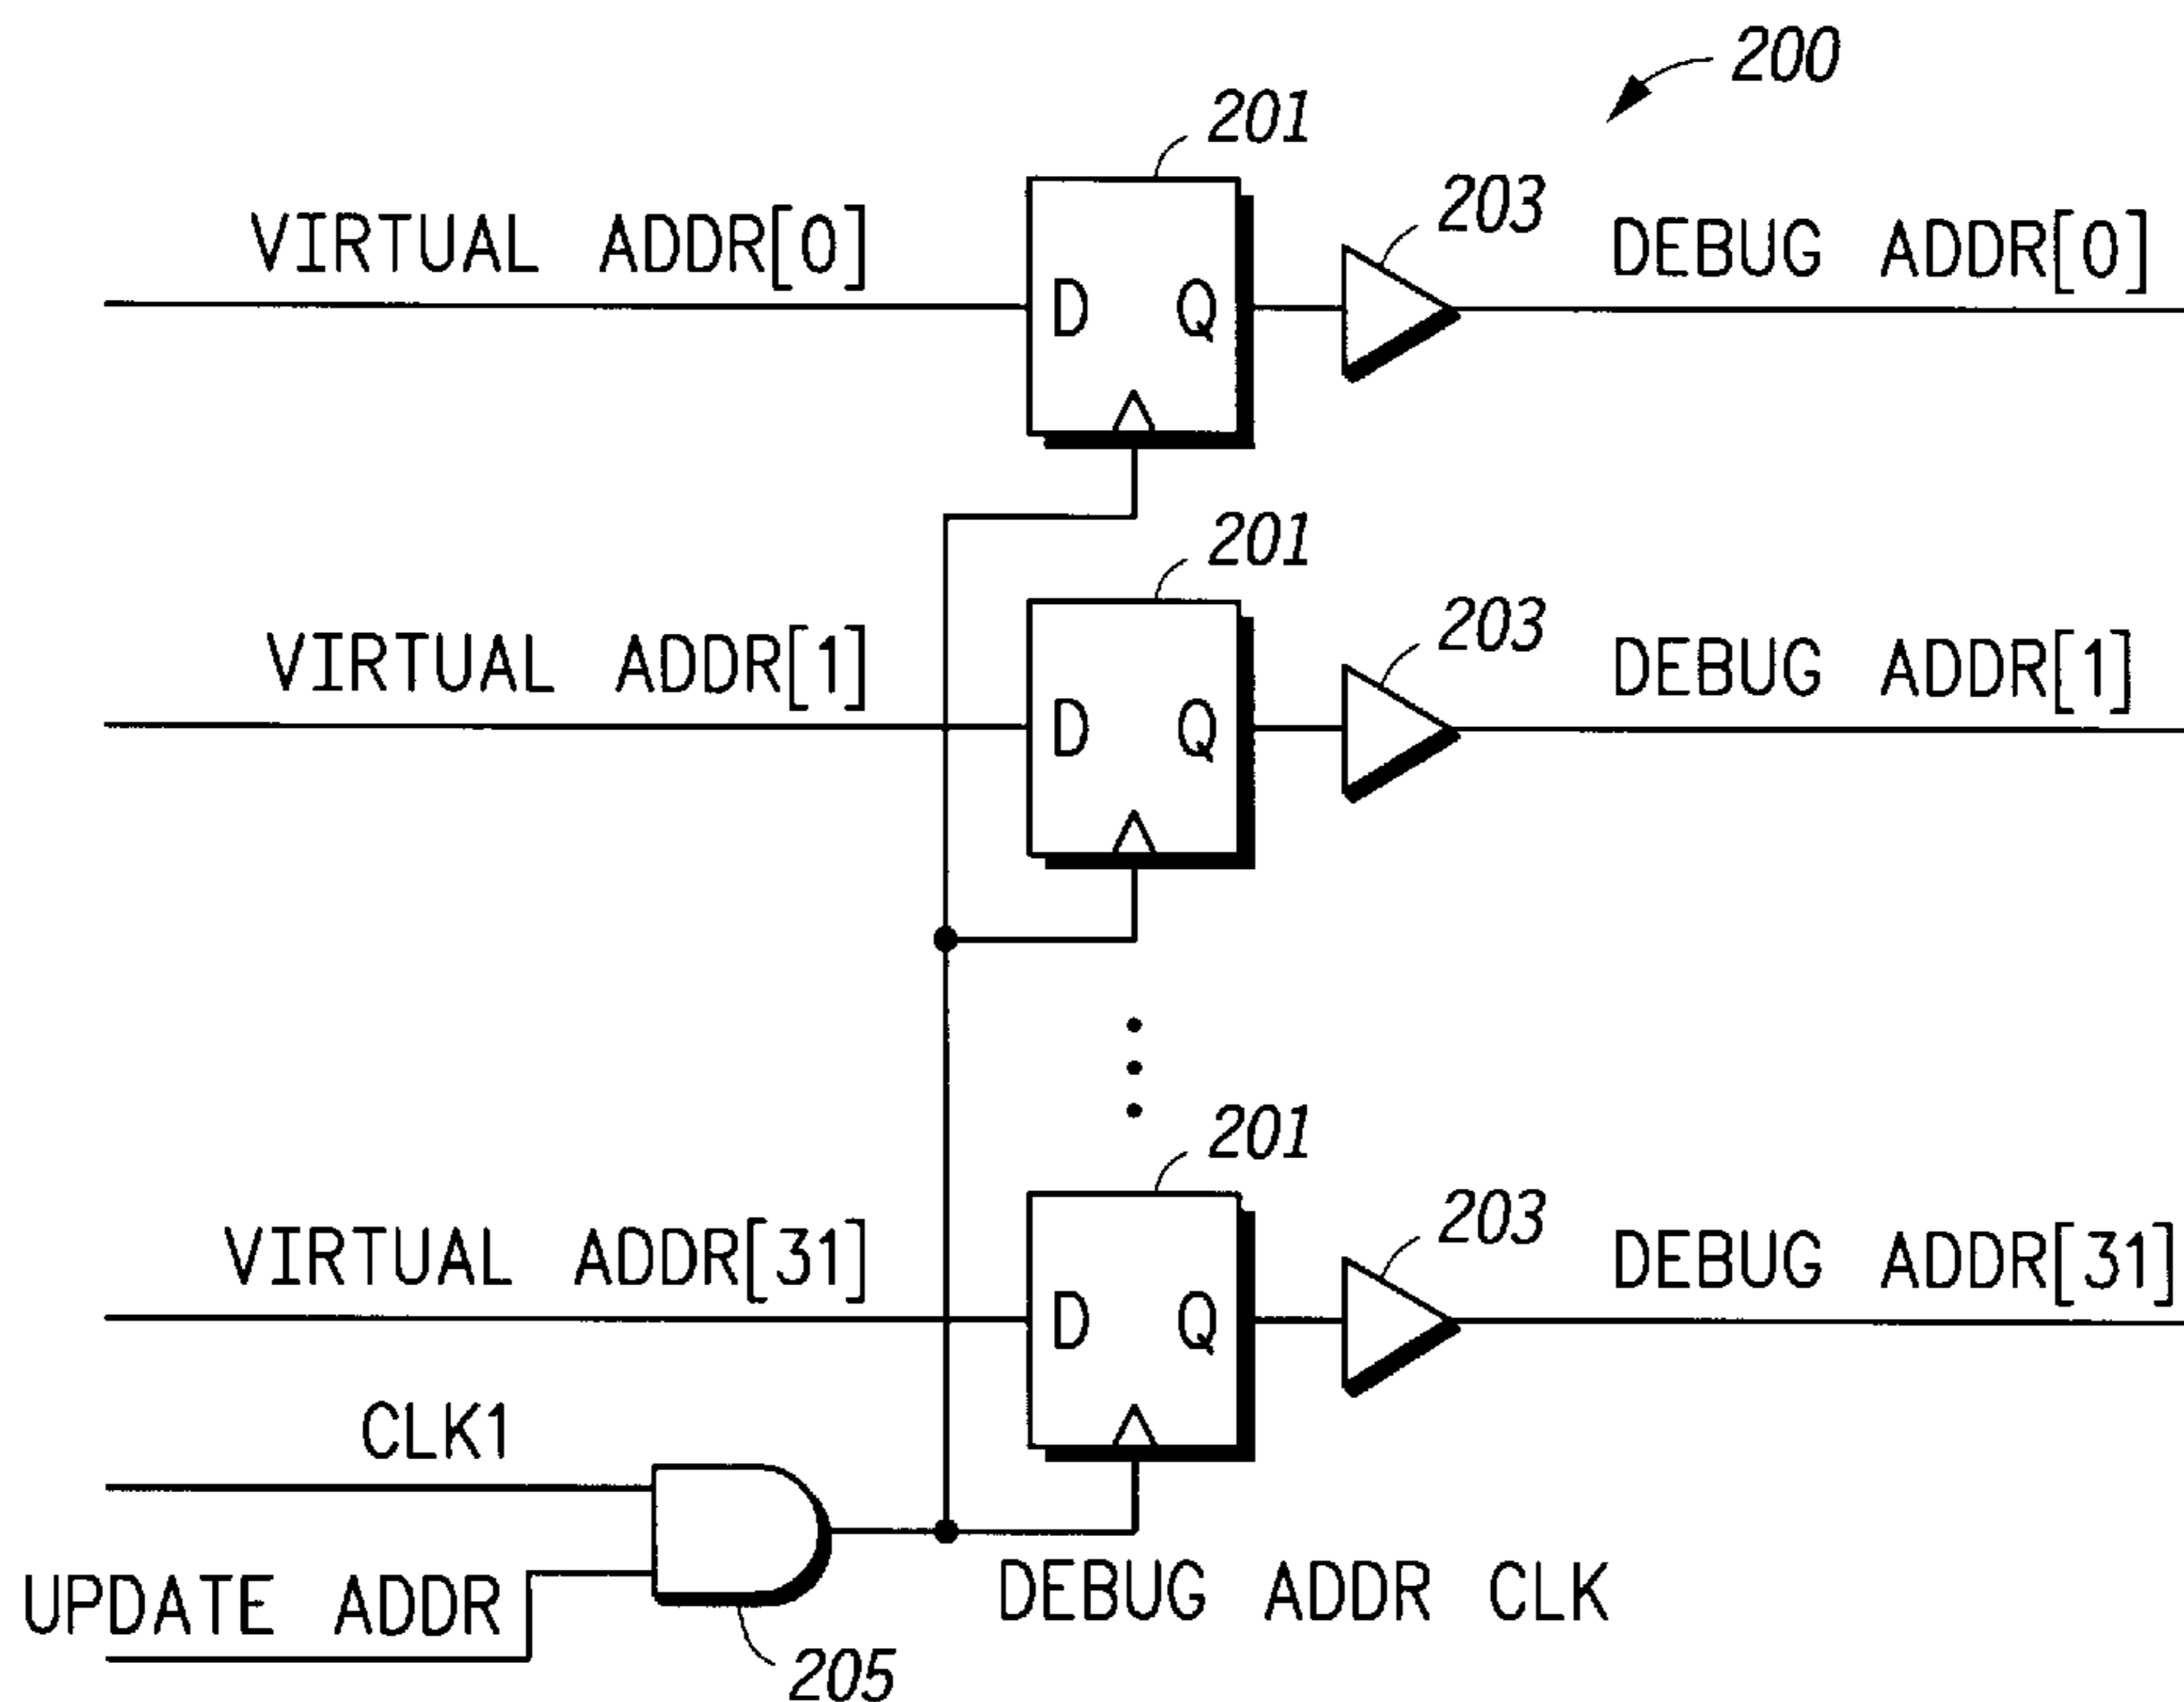 200
201
203
VIRTUAL ADDR[0]
DEBUG ADDR[0]
D Q
201
203
VIRTUAL ADDR[1]
DEBUG ADDR[1]
D Q
201
203
VIRTUAL ADDR[31]
DEBUG ADDR[31]
D Q
CLK1
UPDATE ADDR
DEBUG ADDR CLK
205